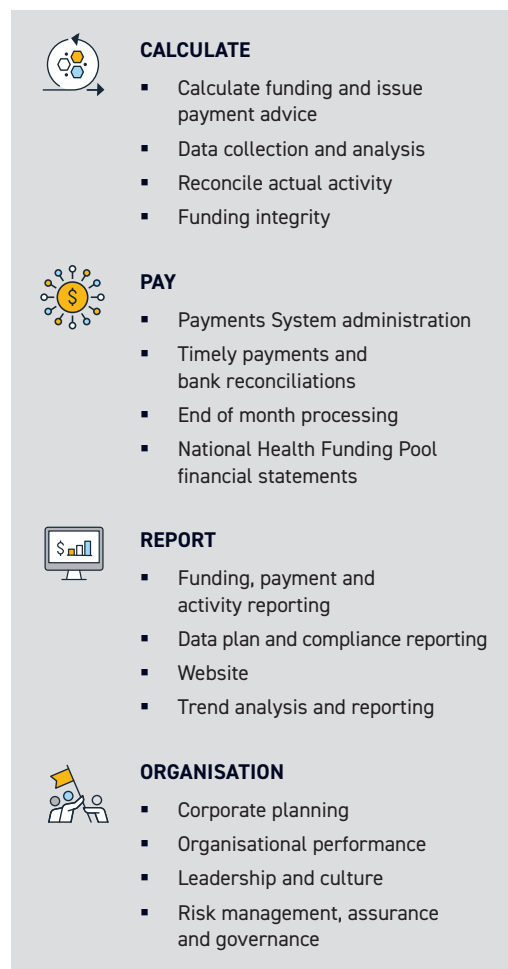 CALCULATE
▪ Calculate funding and issue
payment advice
▪ Data collection and analysis
▪ Reconcile actual activity
▪ Funding integrity
$
PAY
▪ Payments System administration
▪ Timely payments and
bank reconciliations
▪ End of month processing
▪ National Health Funding Pool
financial statements
$
REPORT
▪ Funding, payment and
activity reporting
▪ Data plan and compliance reporting
▪ Website
▪ Trend analysis and reporting
ORGANISATION
▪ Corporate planning
▪ Organisational performance
▪ Leadership and culture
▪ Risk management, assurance
and governance